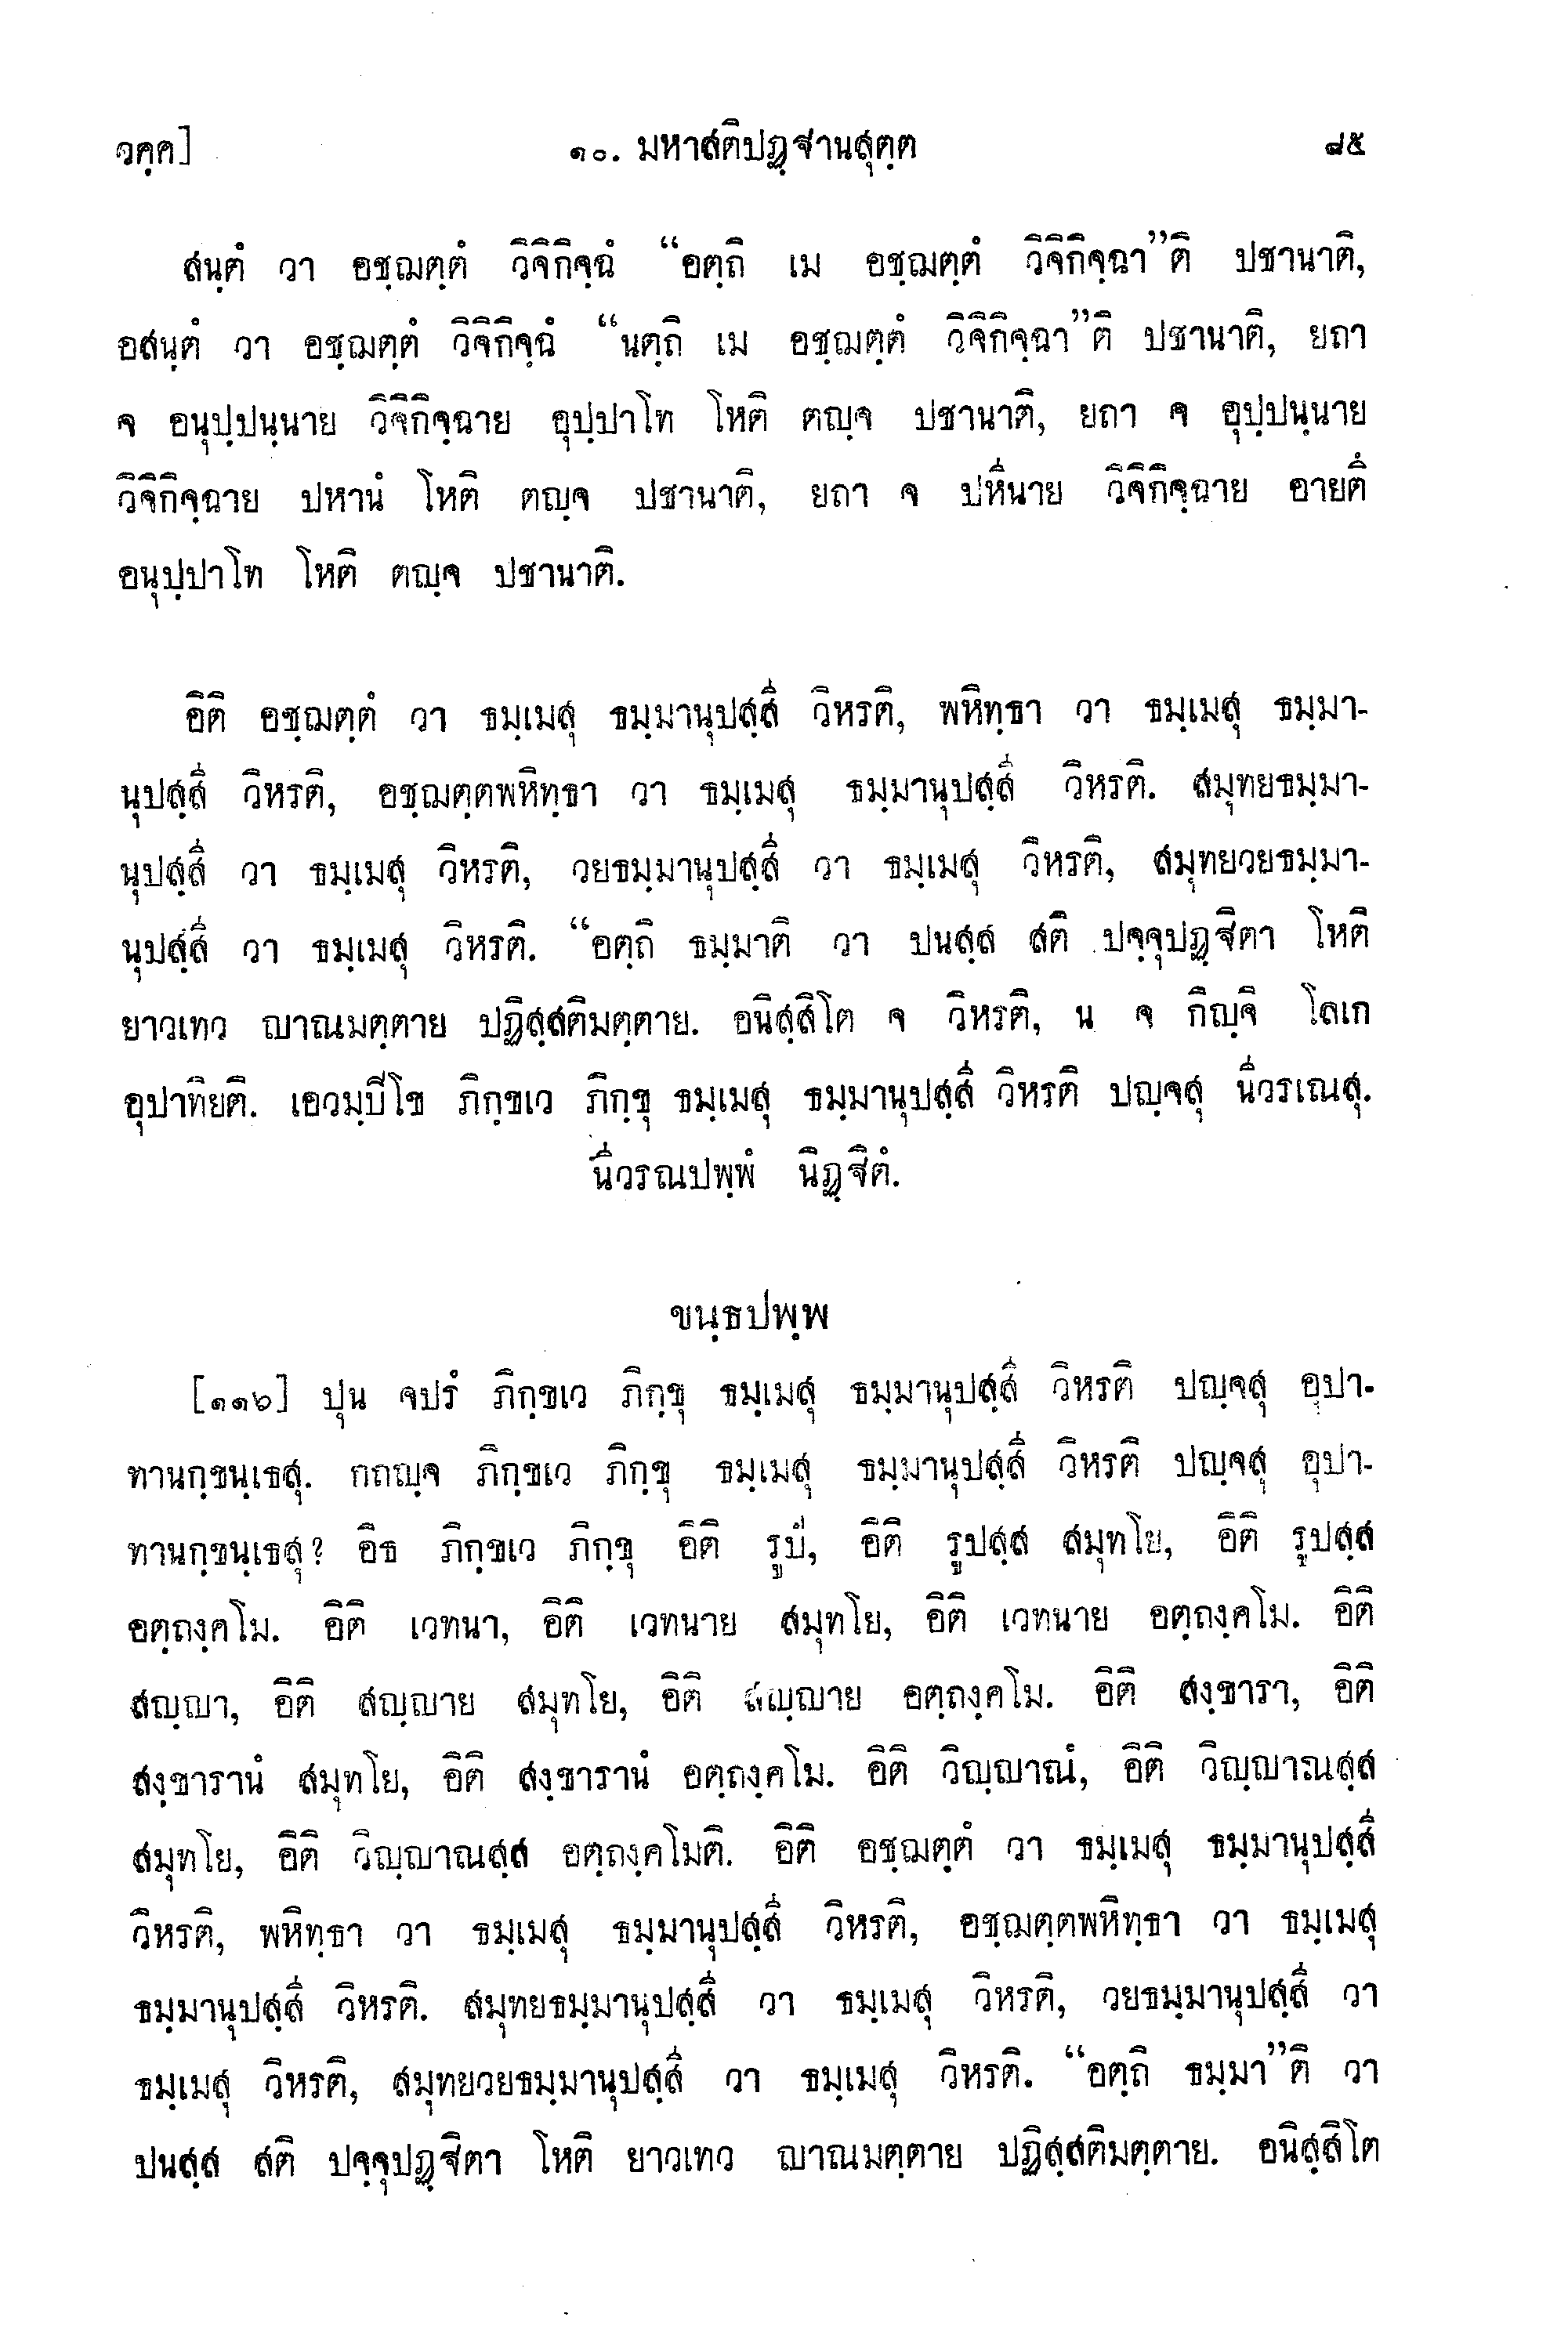 วคฺค]
๑๐. มหาสติปฏฺฐานสุตฺต
๘๕
สนฺตํ วา อชฺฌตฺตํ วิจิกิจฺฉํ “อตฺถิ เม อชฺฌตฺตํ วิจิกิจฺฉา”ติ ปชานาติ,
อสนฺตํ วา อชฺฌตฺตํ วิจิกิจฺฉํ “นตฺถิ เม อชฺฌตฺตํ วิจิกิจฺฉา”ติ ปชานาติ, ยถา
จ อนุปฺปนฺนาย วิจิกิจฺฉาย อุปฺปาโท โหติ ตญฺจ ปชานาติ, ยถา จ อุปฺปนฺนาย
วิจิกิจฺฉาย ปหานํ โหติ ตญฺจ ปชานาติ, ยถา จ ปหีนาย วิจิกิจฺฉาย อายตึ
อนุปฺปาโท โหติ ตญฺจ ปชานาติ.
อิติ อชฺฌตฺตํ วา ธมฺเมสุ ธมฺมานุปสฺสี วิหรติ, พหิทฺธา วา ธมฺเมสุ ธมฺมา-
นุปสฺสี วิหรติ, อชฺฌตฺตพหิทฺธา วา ธมฺเมสุ ธมฺมานุปสฺสี วิหรติ. สมุทยธมฺมา-
นุปสฺสี วา ธมฺเมสุ วิหรติ, วยธมฺมานุปสฺสี วา ธมฺเมสุ วิหรติ, สมุทยวยธมฺมา-
นุปสฺสี วา ธมฺเมสุ วิหรติ. “อตฺถิ ธมฺมาติ วา ปนสฺส สติ ปจฺจุปฏฺฐิตา โหติ
ยาวเทว ญาณมตฺตาย ปฏิสฺสติมตฺตาย. อนิสฺสิโต จ วิหรติ, น จ กิญฺจิ โลเก
อุปาทิยติ. เอวมฺปิโข ภิกฺขเว ภิกฺขุ ธมฺเมสุ ธมฺมานุปสฺสี วิหรติ ปญฺจสุ นีวรเณสุ.
นีวรณปพฺพํ นิฏฺฐิตํ.
ขนฺธปพฺพ
[๑๑๖] ปุน จปรํ ภิกฺขเว ภิกฺขุ ธมฺเมสุ ธมฺมานุปสฺสี วิหรติ ปญฺจสุ อุปา-
ทานกฺขนฺเธสุ. กถญฺจ ภิกฺขเว ภิกฺขุ ธมฺเมสุ ธมฺมานุปสฺสี วิหรติ ปญฺจสุ อุปา-
ทานกฺขนฺเธสุ? อิธ ภิกฺขเว ภิกฺขุ อิติ รูปํ, อิติ รูปสฺส สมุทโย, อิติ รูปสฺส
อตฺถงฺคโม. อิติ เวทนา, อิติ เวทนาย สมุทโย, อิติ เวทนาย อตฺถงฺคโม. อิติ
สญฺญา, อิติ สญฺญาย สมุทโย, อิติ สญฺญาย อตฺถงฺคโม. อิติ สงฺขารา, อิติ
สงฺขารานํ สมุทโย, อิติ สงฺขารานํ อตฺถงฺคโม. อิติ วิญฺญาณํ, อิติ วิญฺญาณสฺส
สมุทโย, อิติ วิญฺญาณสฺส อตฺถงฺคโมติ. อิติ อชฺฌตฺตํ วา ธมฺเมสุ ธมฺมานุปสฺสี
วิหรติ, พหิทฺธา วา ธมฺเมสุ ธมฺมานุปสฺสี วิหรติ, อชฺฌตฺตพหิทฺธา วา ธมฺเมสุ
ธมฺมานุปสฺสี วิหรติ. สมุทยธมฺมานุปสฺสี วา ธมฺเมสุ วิหรติ, วยธมฺมานุปสฺสี วา
ธมฺเมสุ วิหรติ, สมุทยวยธมฺมานุปสฺสี วา ธมฺเมสุ วิหรติ. “อตฺถิ ธมฺมา”ติ วา
ปนสฺส สติ ปจฺจุปฏฺฐิตา โหติ ยาวเทว ญาณมตฺตาย ปฏิสฺสติมตฺตาย. อนิสฺสิโต